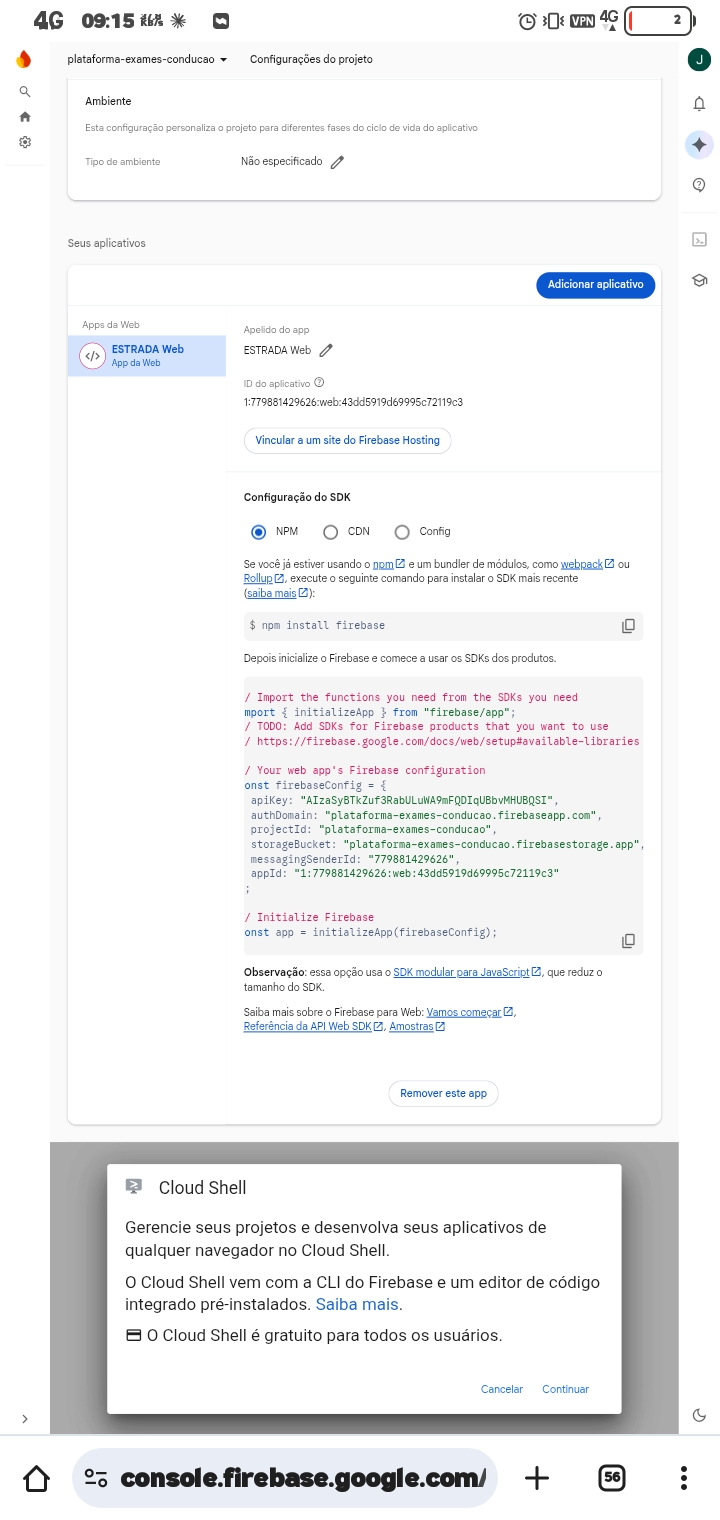 4G 09:15 KB/s VPN 4G 2
plataforma-exames-conducao Configurações do projeto J
Ambiente
Esta configuração personaliza o projeto para diferentes fases do ciclo de vida do aplicativo
Tipo de ambiente Não especificado
Seus aplicativos
Adicionar aplicativo
Apps da Web
ESTRADA Web
App da Web
Apelido do app
ESTRADA Web
ID do aplicativo
1:779881429626:web:43dd5919d69995c72119c3
Vincular a um site do Firebase Hosting
Configuração do SDK
NPM CDN Config
Se você já estiver usando o npm e um bundler de módulos, como webpack ou
Rollup, execute o seguinte comando para instalar o SDK mais recente
(saiba mais):
$ npm install firebase
Depois inicialize o Firebase e comece a usar os SDKs dos produtos.
/ Import the functions you need from the SDKs you need
mport { initializeApp } from "firebase/app";
/ TODO: Add SDKs for Firebase products that you want to use
/ https://firebase.google.com/docs/web/setup#available-libraries
/ Your web app's Firebase configuration
onst firebaseConfig = {
apiKey: "AIzaSyBTkZuf3RabULuWA9mFQDIqUBbvMHUBQSI",
authDomain: "plataforma-exames-conducao.firebaseapp.com",
projectId: "plataforma-exames-conducao",
storageBucket: "plataforma-exames-conducao.firebasestorage.app",
messagingSenderId: "779881429626",
appId: "1:779881429626:web:43dd5919d69995c72119c3"
;
/ Initialize Firebase
onst app = initializeApp(firebaseConfig);
Observação: essa opção usa o SDK modular para JavaScript, que reduz o
tamanho do SDK.
Saiba mais sobre o Firebase para Web: Vamos começar,
Referência da API Web SDK, Amostras
Remover este app
Cloud Shell
Gerencie seus projetos e desenvolva seus aplicativos de
qualquer navegador no Cloud Shell.
O Cloud Shell vem com a CLI do Firebase e um editor de código
integrado pré-instalados. Saiba mais.
O Cloud Shell é gratuito para todos os usuários.
Cancelar Continuar
console.firebase.google.com/ 56